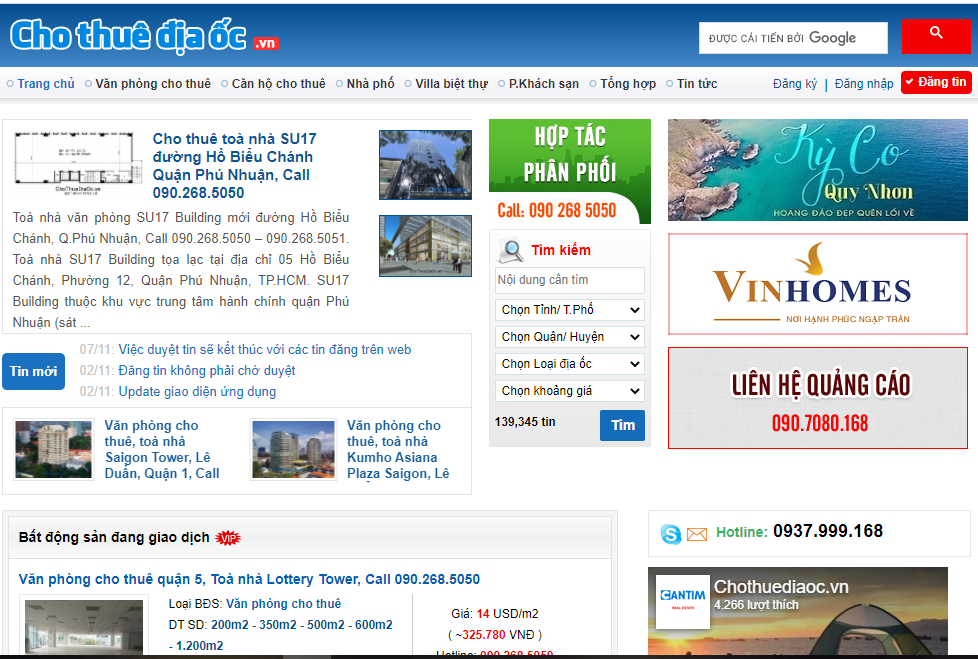 Cho thuê địa ốc .vn
ĐƯỢC CẢI TIẾN BỞI Google
Trang chủ Văn phòng cho thuê Căn hộ cho thuê Nhà phố Villa biệt thự P.Khách sạn Tổng hợp Tin tức Đăng ký | Đăng nhập Đăng tin
Cho thuê toà nhà SU17
đường Hồ Biểu Chánh
Quận Phú Nhuận, Call
090.268.5050
ChoThueDiaOc.vn
Toà nhà văn phòng SU17 Building mới đường Hồ Biểu
Chánh, Q.Phú Nhuận, Call 090.268.5050 – 090.268.5051.
Toà nhà SU17 Building tọa lạc tại địa chỉ 05 Hồ Biểu
Chánh, Phường 12, Quận Phú Nhuận, TP.HCM. SU17
Building thuộc khu vực trung tâm hành chính quận Phú
Nhuận (sát ...
Tin mới
07/11: Việc duyệt tin sẽ kết thúc với các tin đăng trên web
02/11: Đăng tin không phải chờ duyệt
02/11: Update giao diện ứng dụng
Văn phòng cho
thuê, toà nhà
Saigon Tower, Lê
Duẩn, Quận 1, Call
Văn phòng cho
thuê, toà nhà
Kumho Asiana
Plaza Saigon, Lê
HỢP TÁC
PHÂN PHỐI
Call: 090 268 5050
Tìm kiếm
Nội dung cần tìm
Chọn Tỉnh/ T.Phố
Chọn Quận/ Huyện
Chọn Loại địa ốc
Chọn khoảng giá
139,345 tin
Tìm
Kỳ Co
Quy Nhon
HOANG ĐẢO ĐẸP QUÊN LỐI VỀ
VINHOMES
NƠI HẠNH PHÚC NGẬP TRÀN
LIÊN HỆ QUẢNG CÁO
090.7080.168
Bất động sản đang giao dịch VIP
Văn phòng cho thuê quận 5, Toà nhà Lottery Tower, Call 090.268.5050
Loại BĐS: Văn phòng cho thuê
DT SD: 200m2 - 350m2 - 500m2 - 600m2
- 1.200m2
Giá: 14 USD/m2
( ~325.780 VNĐ )
Hotline: 090.268.5050
Hotline: 0937.999.168
CANTIM
REAL ESTATE
Chothuediaoc.vn
4.266 lượt thích